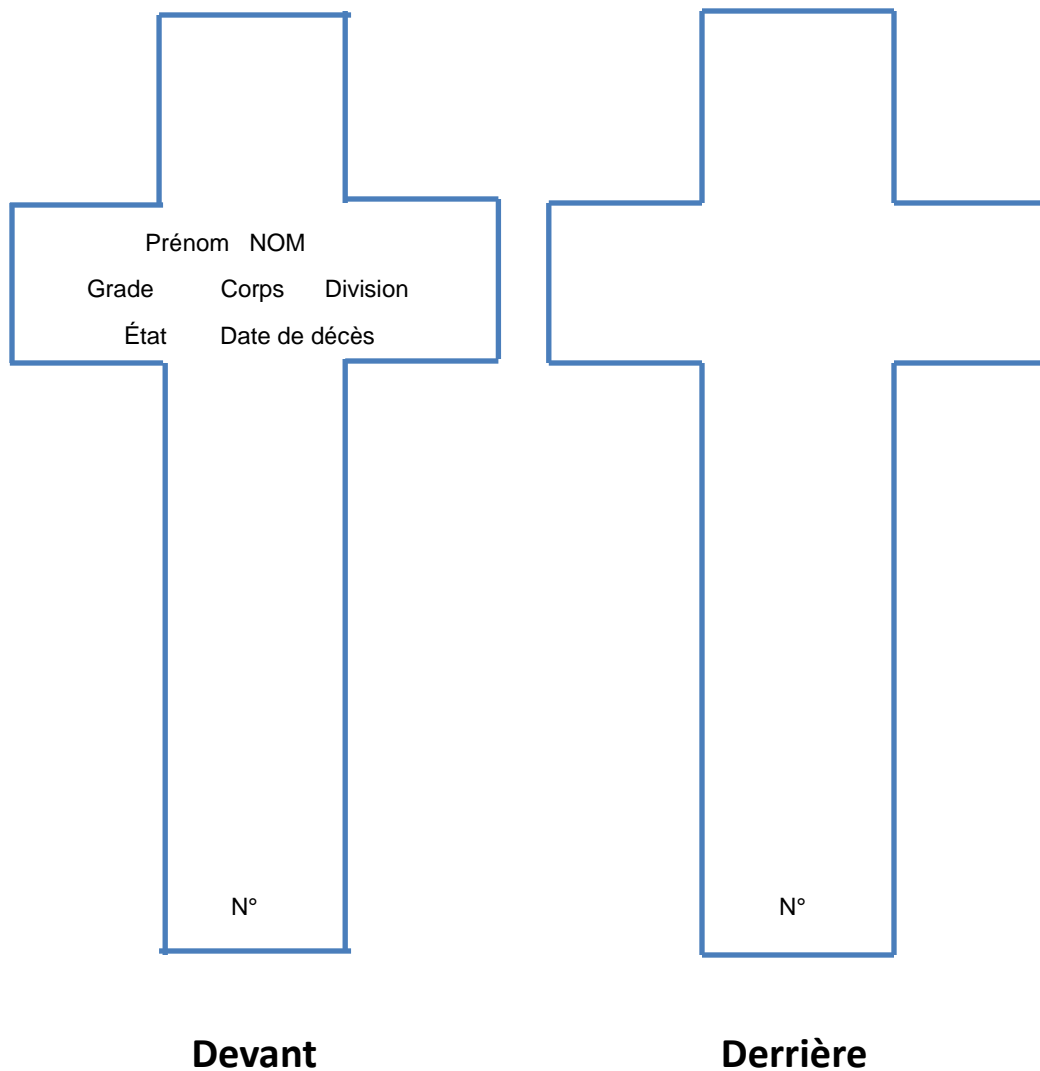 Prénom NOM
Grade Corps Division
État Date de décès
N°
N°
Devant
Derrière